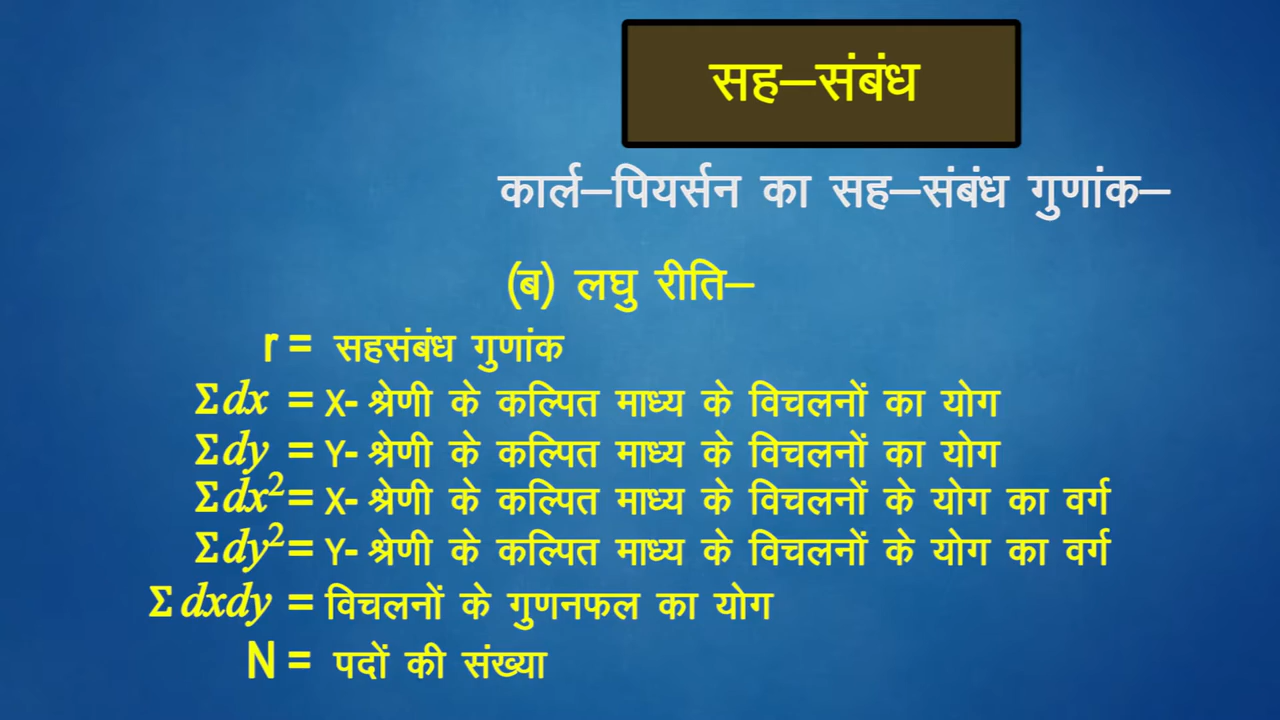 सह–संबंध
कार्ल–पियर्सन का सह–संबंध गुणांक–
(ब) लघु रीति–
r = सहसंबंध गुणांक
Σdx = X- श्रेणी के कल्पित माध्य के विचलनों का योग
Σdy = Y- श्रेणी के कल्पित माध्य के विचलनों का योग
Σdx²= X- श्रेणी के कल्पित माध्य के विचलनों के योग का वर्ग
Σdy²= Y- श्रेणी के कल्पित माध्य के विचलनों के योग का वर्ग
Σdxdy = विचलनों के गुणनफल का योग
N = पदों की संख्या